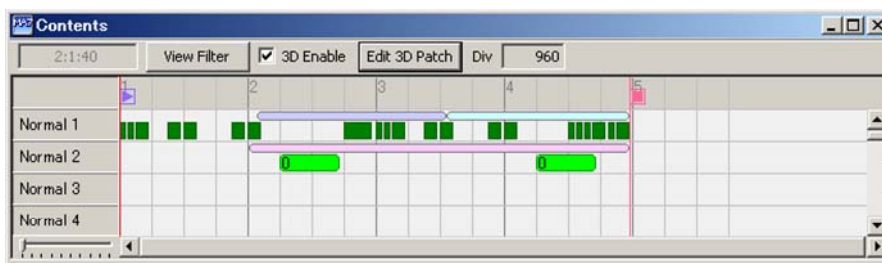 Contents
2:1:40 View Filter 3D Enable Edit 3D Patch Div 960
1 2 3 4 5
Normal 1
Normal 2
0 0
Normal 3
Normal 4